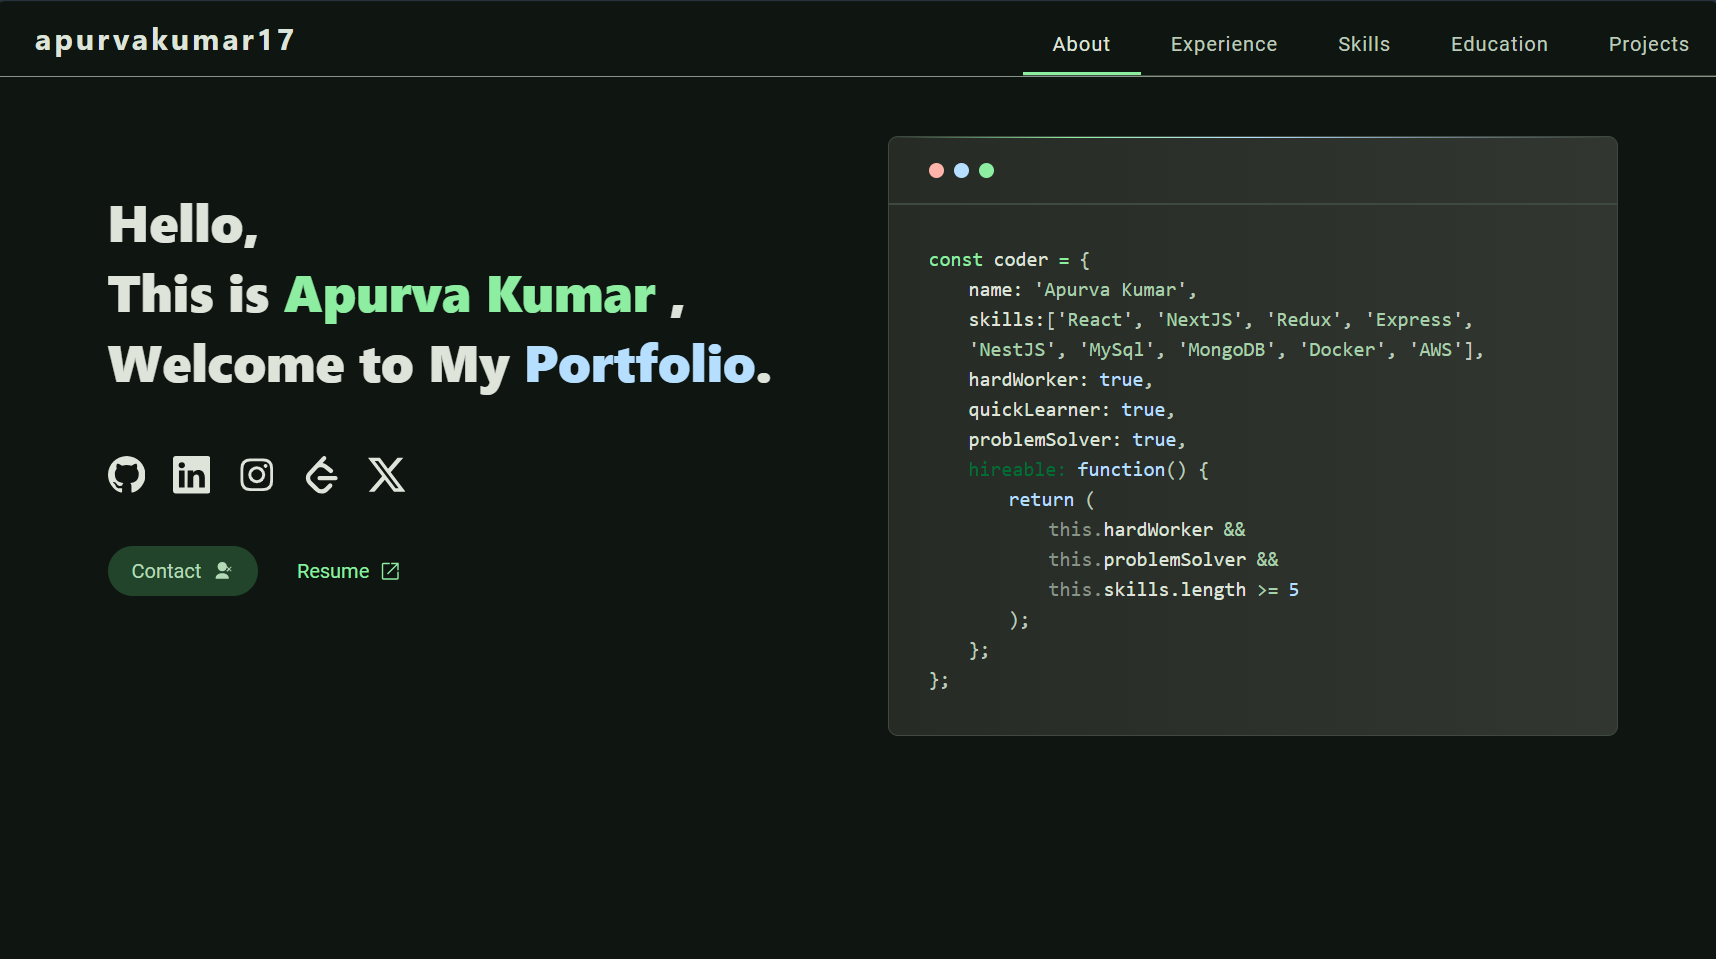 apurvakumar17
About Experience Skills Education Projects
Hello,
This is Apurva Kumar ,
Welcome to My Portfolio.
Contact
Resume
const coder = {
name: 'Apurva Kumar',
skills:['React', 'NextJS', 'Redux', 'Express',
'NestJS', 'MySql', 'MongoDB', 'Docker', 'AWS'],
hardWorker: true,
quickLearner: true,
problemSolver: true,
hireable: function() {
return (
this.hardWorker &&
this.problemSolver &&
this.skills.length >= 5
);
};
};